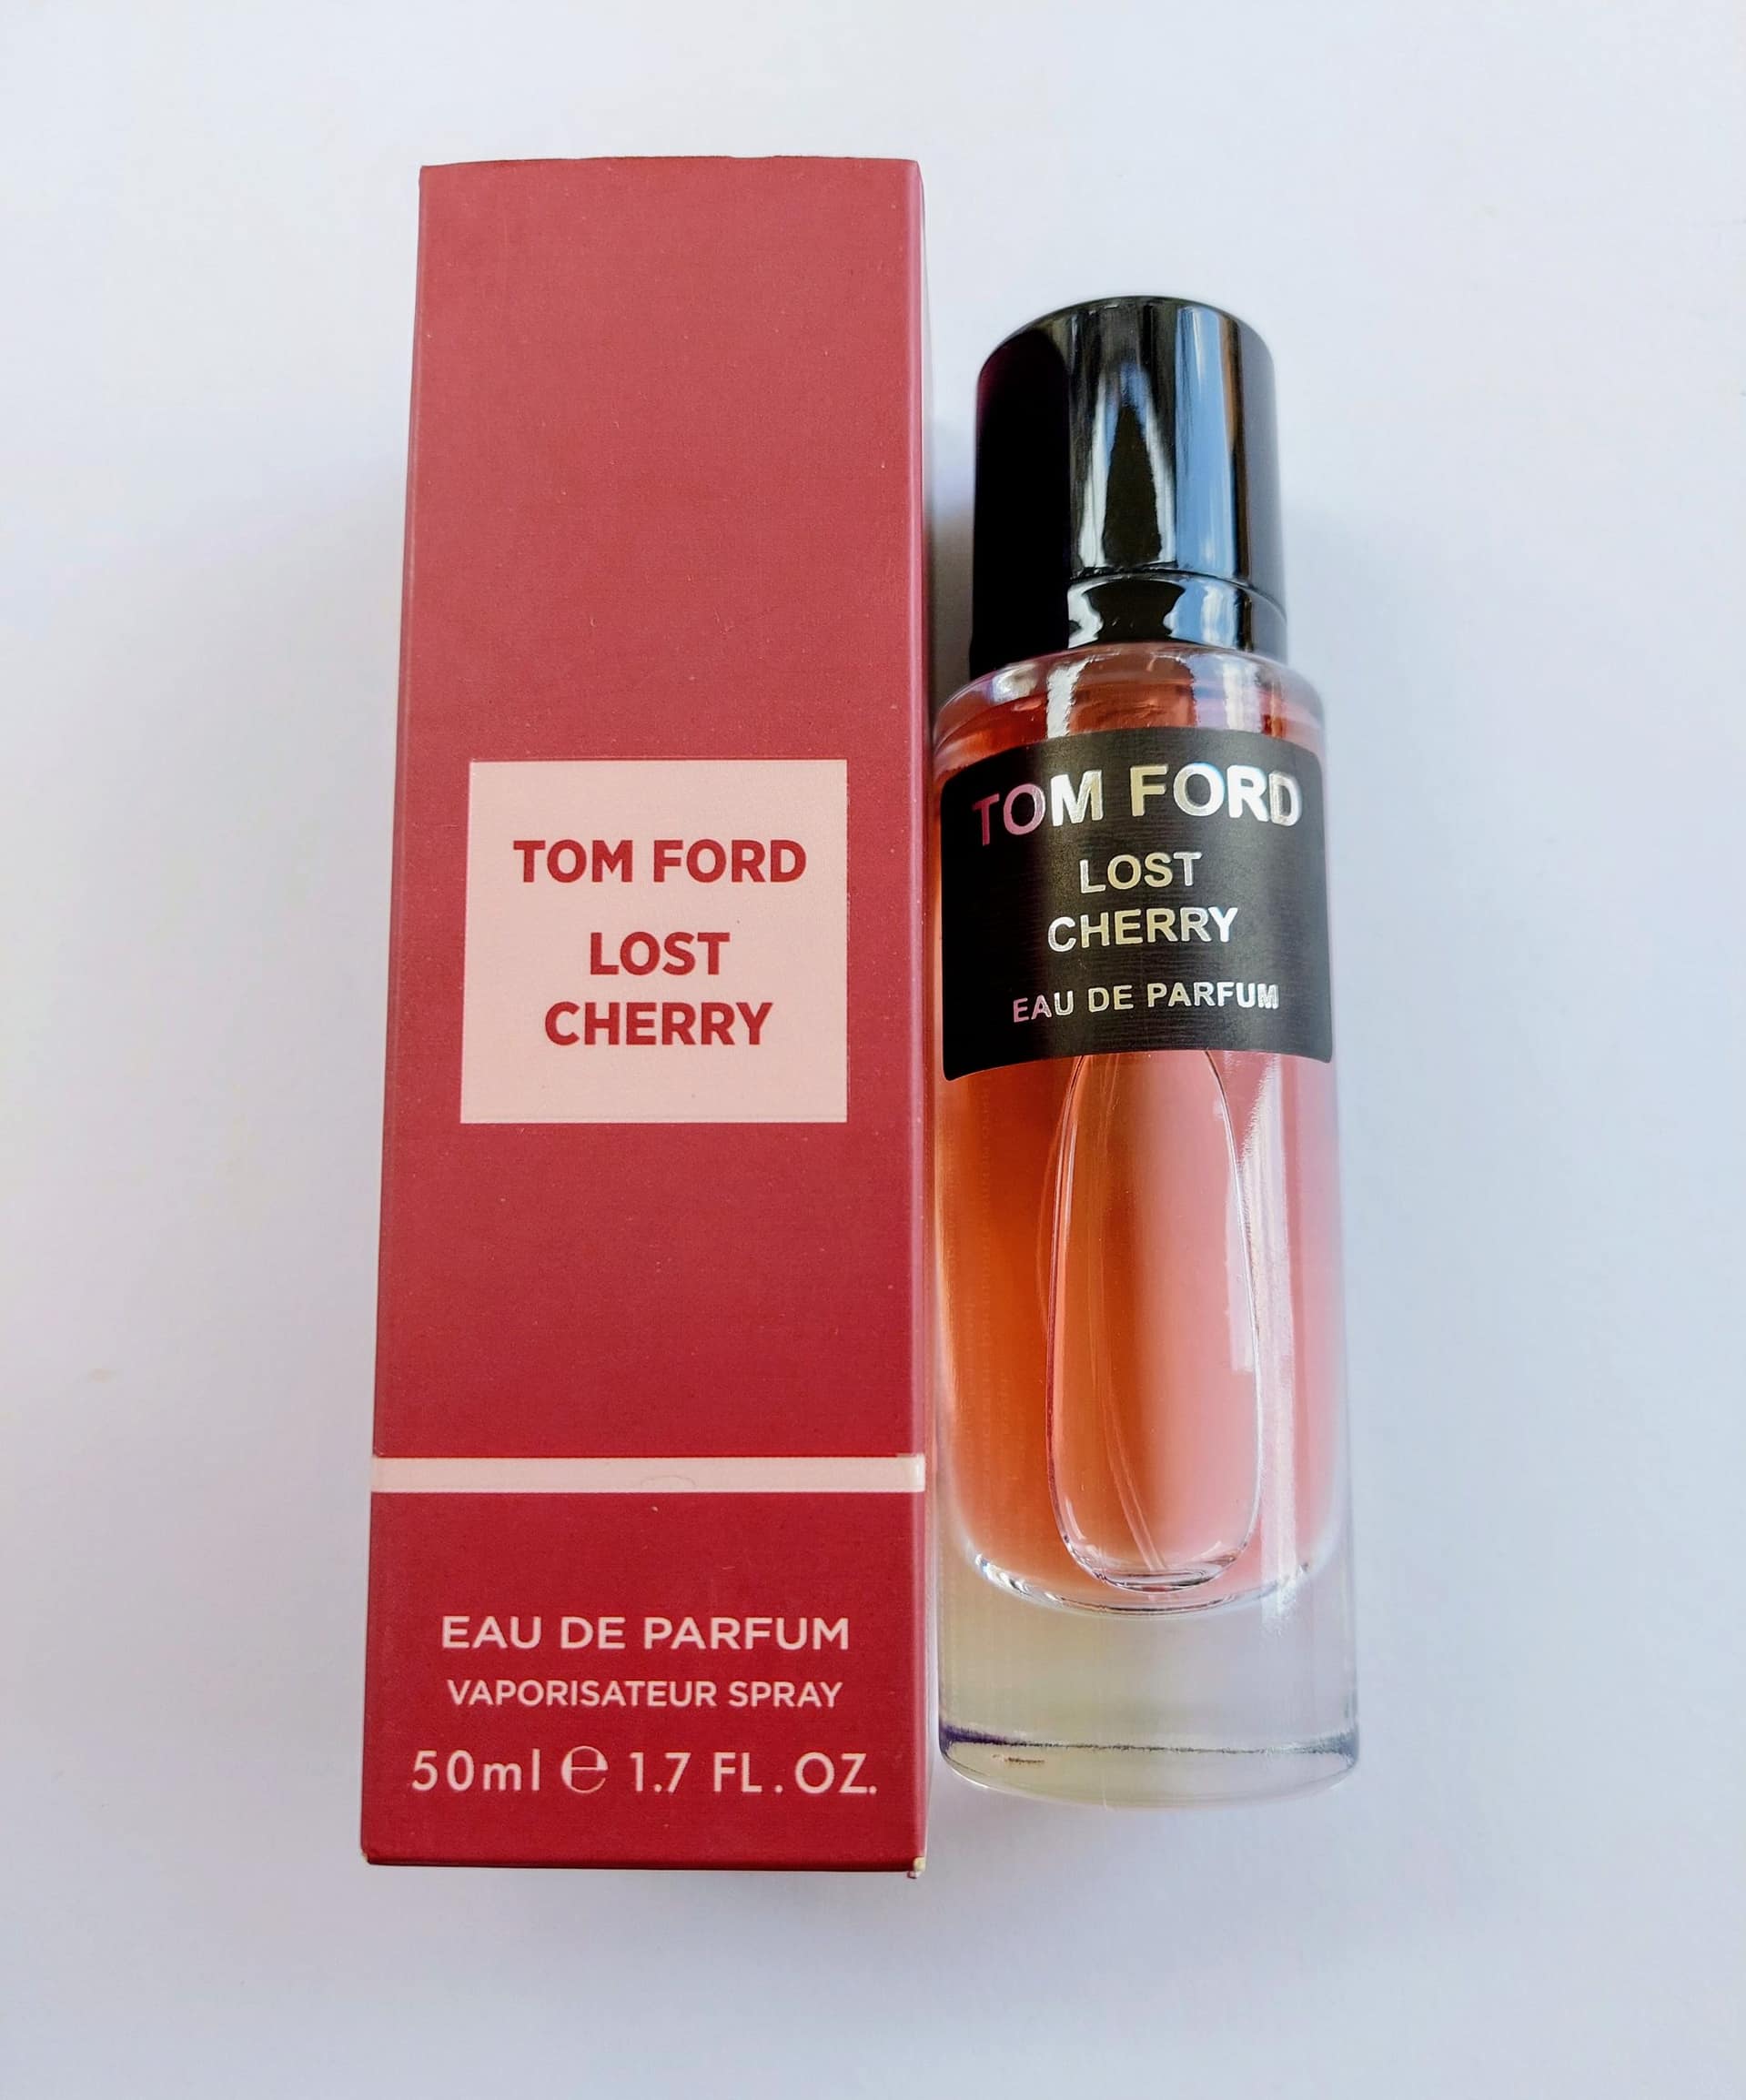 TOM FORD
LOST
CHERRY
EAU DE PARFUM
VAPORISATEUR SPRAY
50ml ℮ 1.7 FL.OZ.
TOM FORD
LOST
CHERRY
EAU DE PARFUM